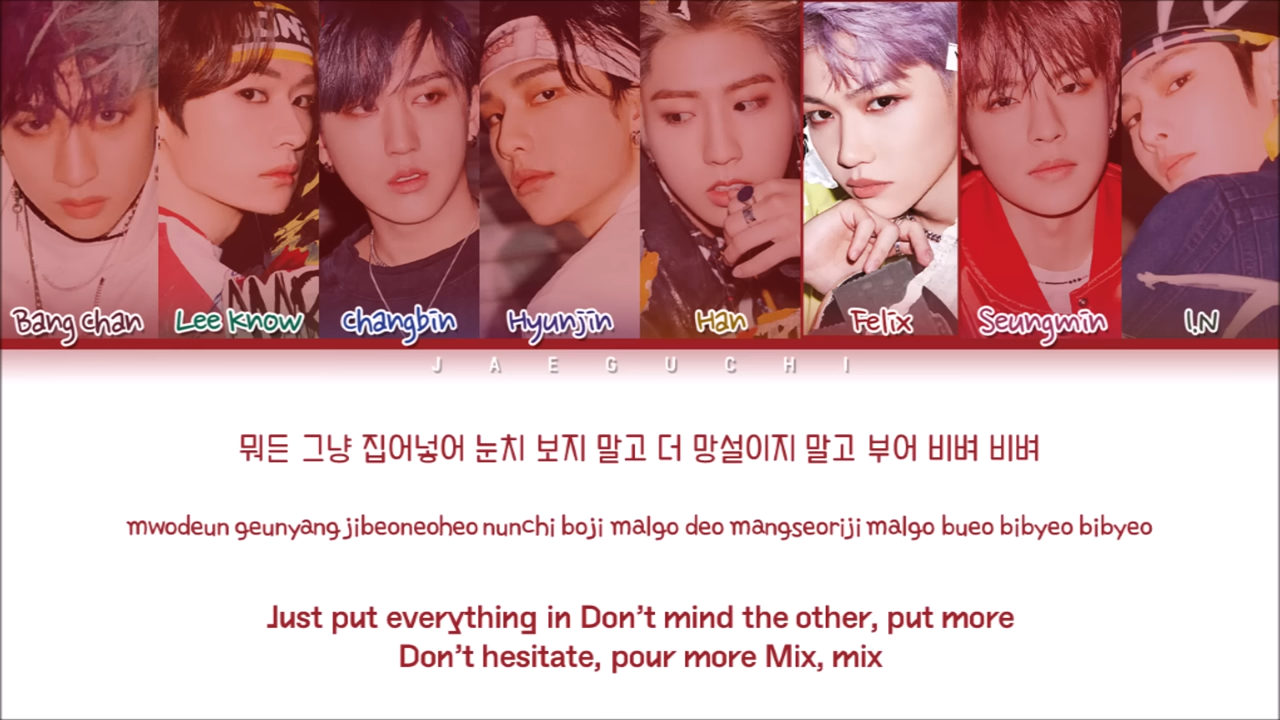 Bang chan Lee Know changbin Hyunjin Han Felix Seungmin I.N
JAEGUCHI
뭐든 그냥 집어넣어 눈치 보지 말고 더 망설이지 말고 부어 비벼 비벼
mwodeun geunyang jibeoneoheo nunchi boji malgo deo mangseoriji malgo bueo bibyeo bibyeo
Just put everything in Don't mind the other, put more
Don't hesitate, pour more Mix, mix